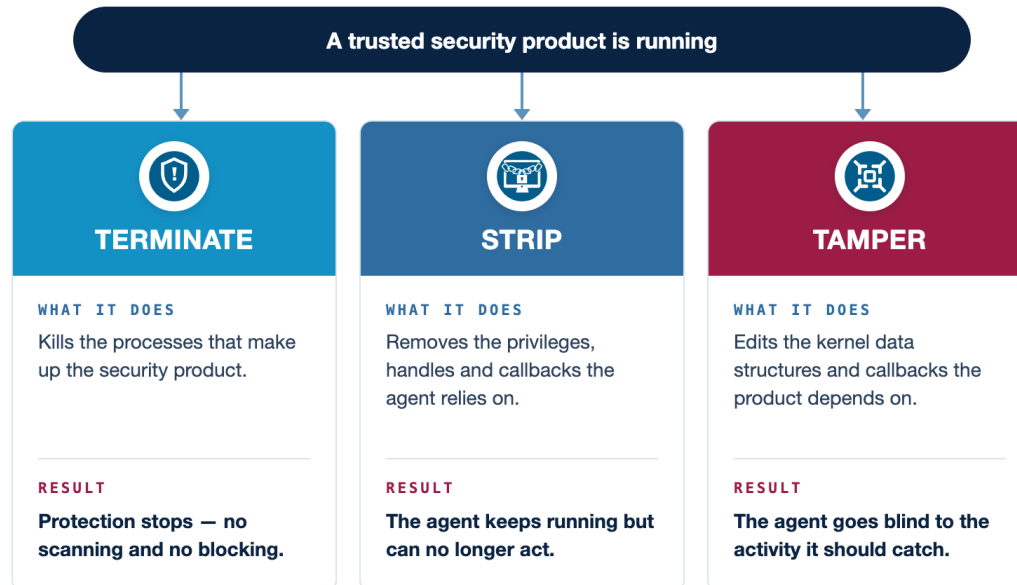 A trusted security product is running
TERMINATE
WHAT IT DOES
Kills the processes that make
up the security product.
RESULT
Protection stops — no
scanning and no blocking.
STRIP
WHAT IT DOES
Removes the privileges,
handles and callbacks the
agent relies on.
RESULT
The agent keeps running but
can no longer act.
TAMPER
WHAT IT DOES
Edits the kernel data
structures and callbacks the
product depends on.
RESULT
The agent goes blind to the
activity it should catch.